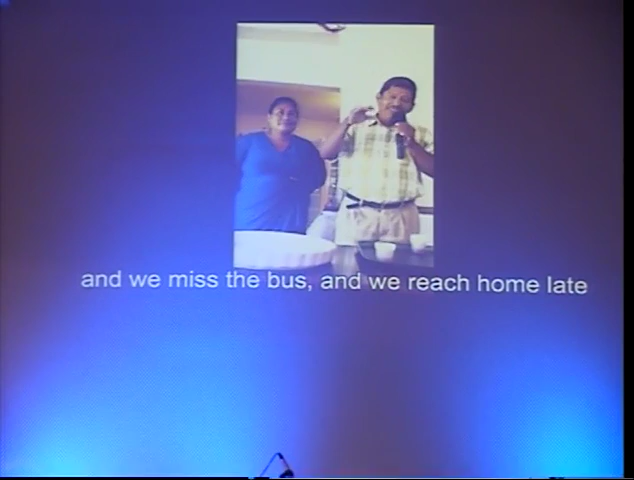 and we miss the bus, and we reach home late